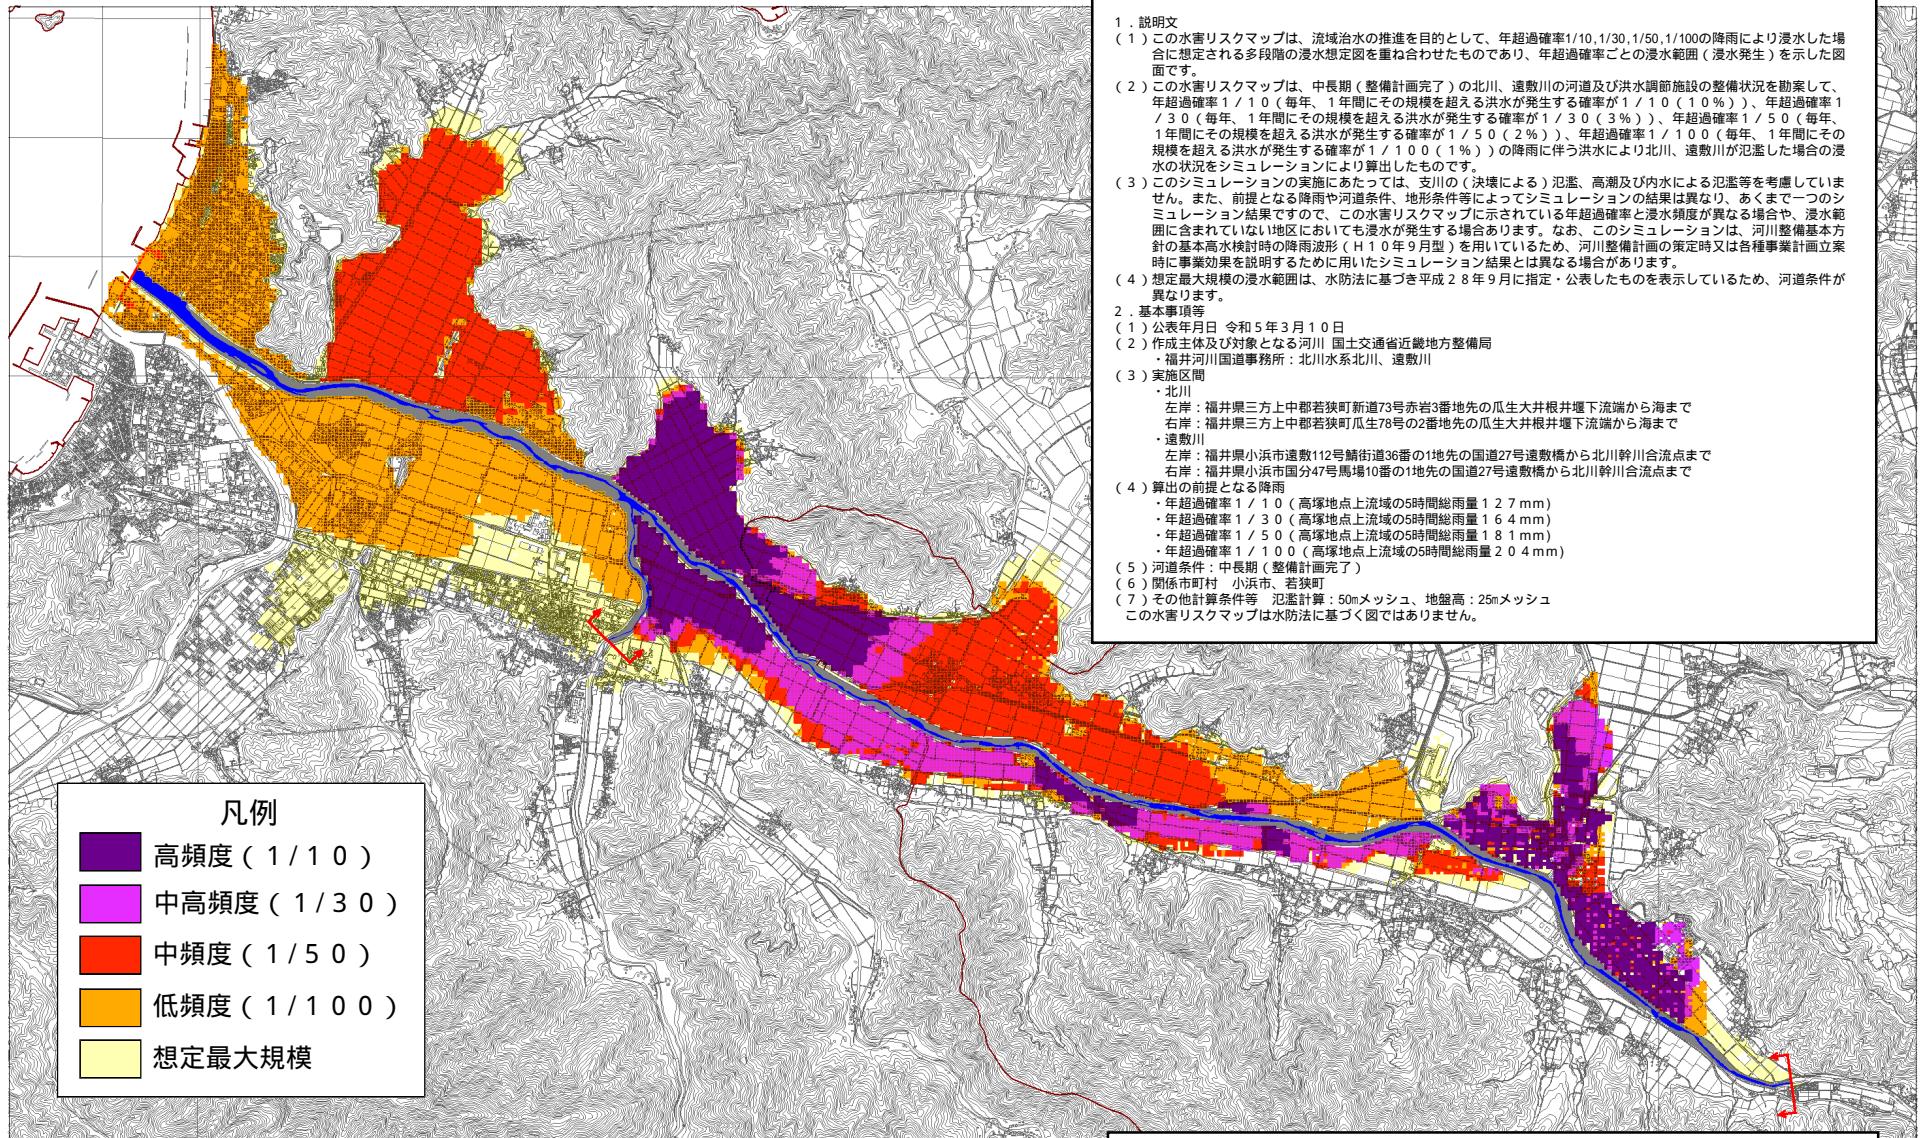 １．説明文
（１）この水害リスクマップは、流域治水の推進を目的として、年超過確率1/10,1/30,1/50,1/100の降雨により浸水した場
合に想定される多段階の浸水想定図を重ね合わせたものであり、年超過確率ごとの浸水範囲（浸水発生）を示した図
面です。
（２）この水害リスクマップは、中長期（整備計画完了）の北川、遠敷川の河道及び洪水調節施設の整備状況を勘案して、
年超過確率１／10（毎年、１年間にその規模を超える洪水が発生する確率が１／10（10％））、年超過確率１
／30（毎年、１年間にその規模を超える洪水が発生する確率が１／30（３％））、年超過確率１／50（毎年、
１年間にその規模を超える洪水が発生する確率が１／50（２％））、年超過確率１／100（毎年、１年間にその
規模を超える洪水が発生する確率が１／100（１％））の降雨に伴う洪水により北川、遠敷川が氾濫した場合の浸
水の状況をシミュレーションにより算出したものです。
（３）このシミュレーションの実施にあたっては、支川の（決壊による）氾濫、高潮及び内水による氾濫等を考慮していま
せん。また、前提となる降雨や河道条件、地形条件等によってシミュレーションの結果は異なり、あくまで一つのシ
ミュレーション結果ですので、この水害リスクマップに示されている年超過確率と浸水頻度が異なる場合や、浸水範
囲に含まれていない地区においても浸水が発生する場合あります。なお、このシミュレーションは、河川整備基本方
針の基本高水検討時の降雨波形（Ｈ１０年９月型）を用いているため、河川整備計画の策定時又は各種事業計画立案
時に事業効果を説明するために用いたシミュレーション結果とは異なる場合があります。
（４）想定最大規模の浸水範囲は、水防法に基づき平成２８年９月に指定・公表したものを表示しているため、河道条件が
異なります。
２．基本事項等
（１）公表年月日 令和５年３月１０日
（２）作成主体及び対象となる河川 国土交通省近畿地方整備局
・福井河川国道事務所：北川水系北川、遠敷川
（３）実施区間
・北川
左岸：福井県三方上中郡若狭町新道73号赤岩3番地先の瓜生大井根井堰下流端から海まで
右岸：福井県三方上中郡若狭町瓜生78号の2番地先の瓜生大井根井堰下流端から海まで
・遠敷川
左岸：福井県小浜市遠敷112号鯖街道36番の1地先の国道27号遠敷橋から北川幹川合流点まで
右岸：福井県小浜市国分47号馬場10番の1地先の国道27号遠敷橋から北川幹川合流点まで
（４）算出の前提となる降雨
・年超過確率１／10（高塚地点上流域の5時間総雨量１２７mm）
・年超過確率１／30（高塚地点上流域の5時間総雨量１６４mm）
・年超過確率１／50（高塚地点上流域の5時間総雨量１８１mm）
・年超過確率１／100（高塚地点上流域の5時間総雨量２０４mm）
（５）河道条件：中長期（整備計画完了）
（６）関係市町村　小浜市、若狭町
（７）その他計算条件等　氾濫計算：50mメッシュ、地盤高：25mメッシュ
この水害リスクマップは水防法に基づく図ではありません。
凡例
高頻度（１/１０）
中高頻度（１/３０）
中頻度（１/５０）
低頻度（１/１００）
想定最大規模